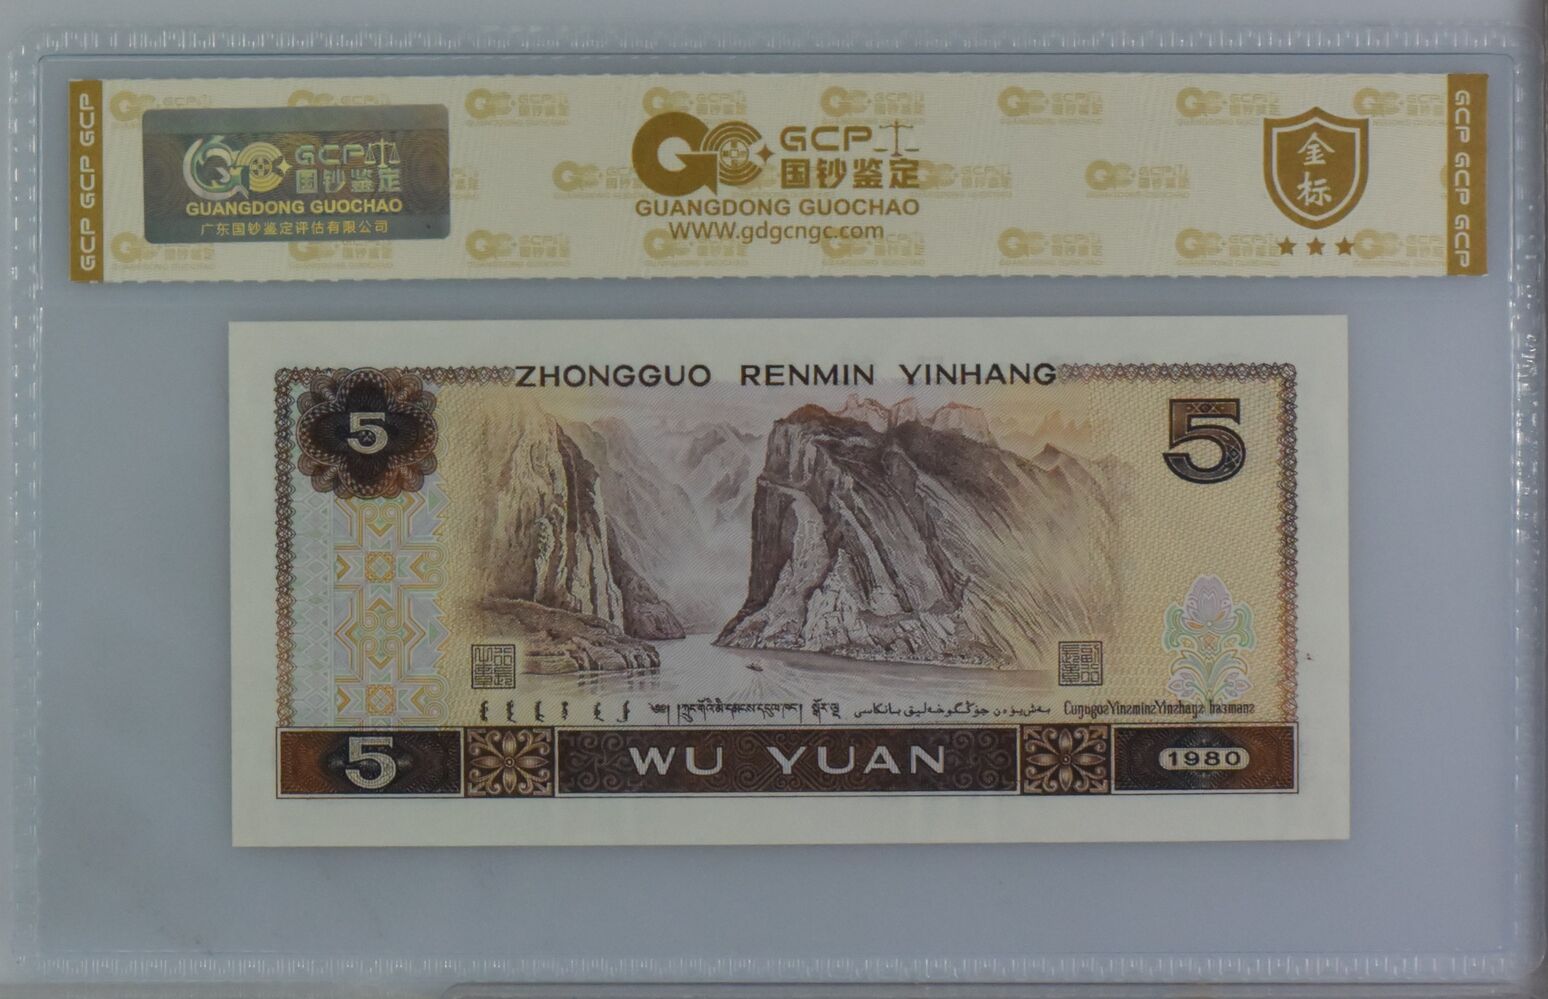 GCP GCP GCP
GCP
国钞鉴定
GUANGDONG GUOCHAO
广东国钞鉴定评估有限公司
GCP
国钞鉴定
GUANGDONG GUOCHAO
WWW.gdgcngc.com
金标
GCP GCP GCP
ZHONGGUO RENMIN YINHANG
5
5
CuŋguoƨYinƶminƨYinƨhaŋƨ
5
WU YUAN
1980